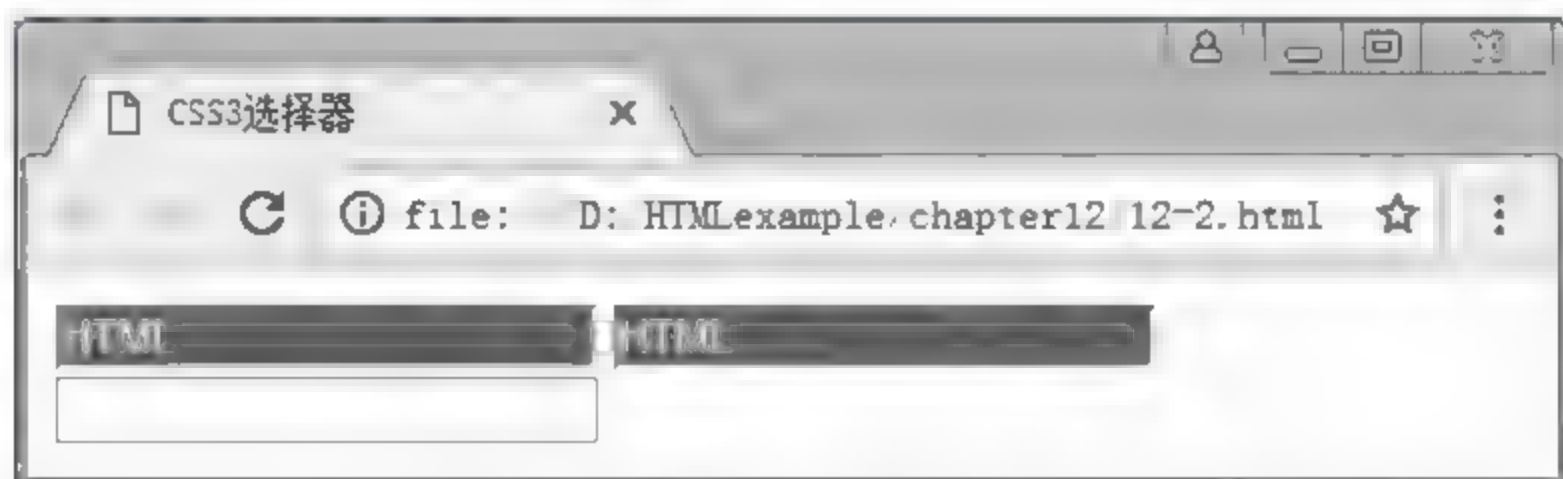 CSS3选择器
file: D: HTMLexample/chapter12 12-2.html
HTML HTML